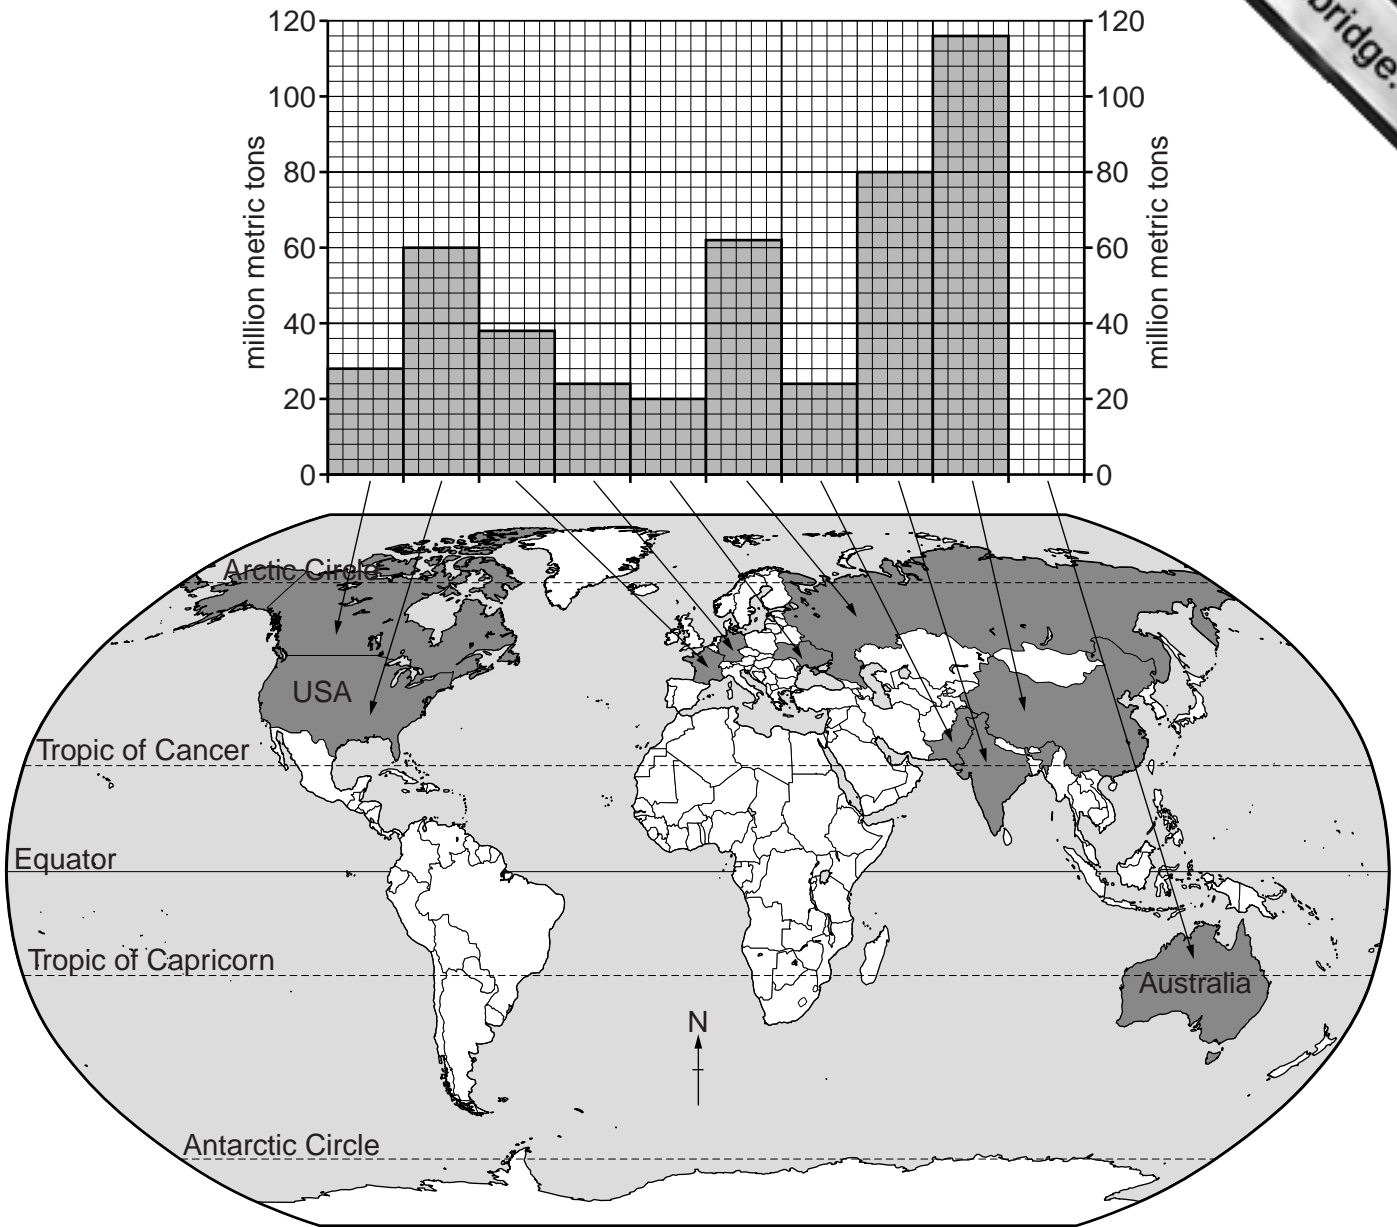 bridge.
120
100
80
60
40
20
0
million metric tons
120
100
80
60
40
20
0
million metric tons
Arctic Circle
USA
Tropic of Cancer
Equator
Tropic of Capricorn
Australia
N
Antarctic Circle